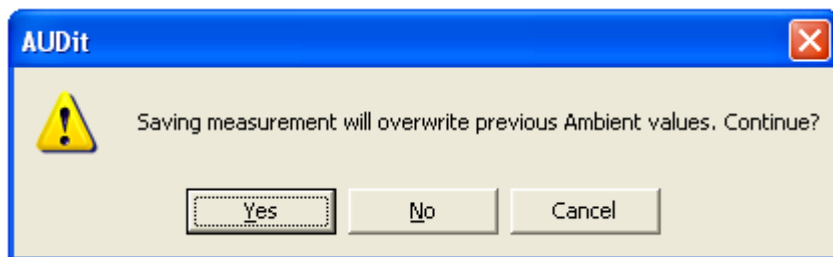 AUDit
Saving measurement will overwrite previous Ambient values. Continue?
Yes
No
Cancel